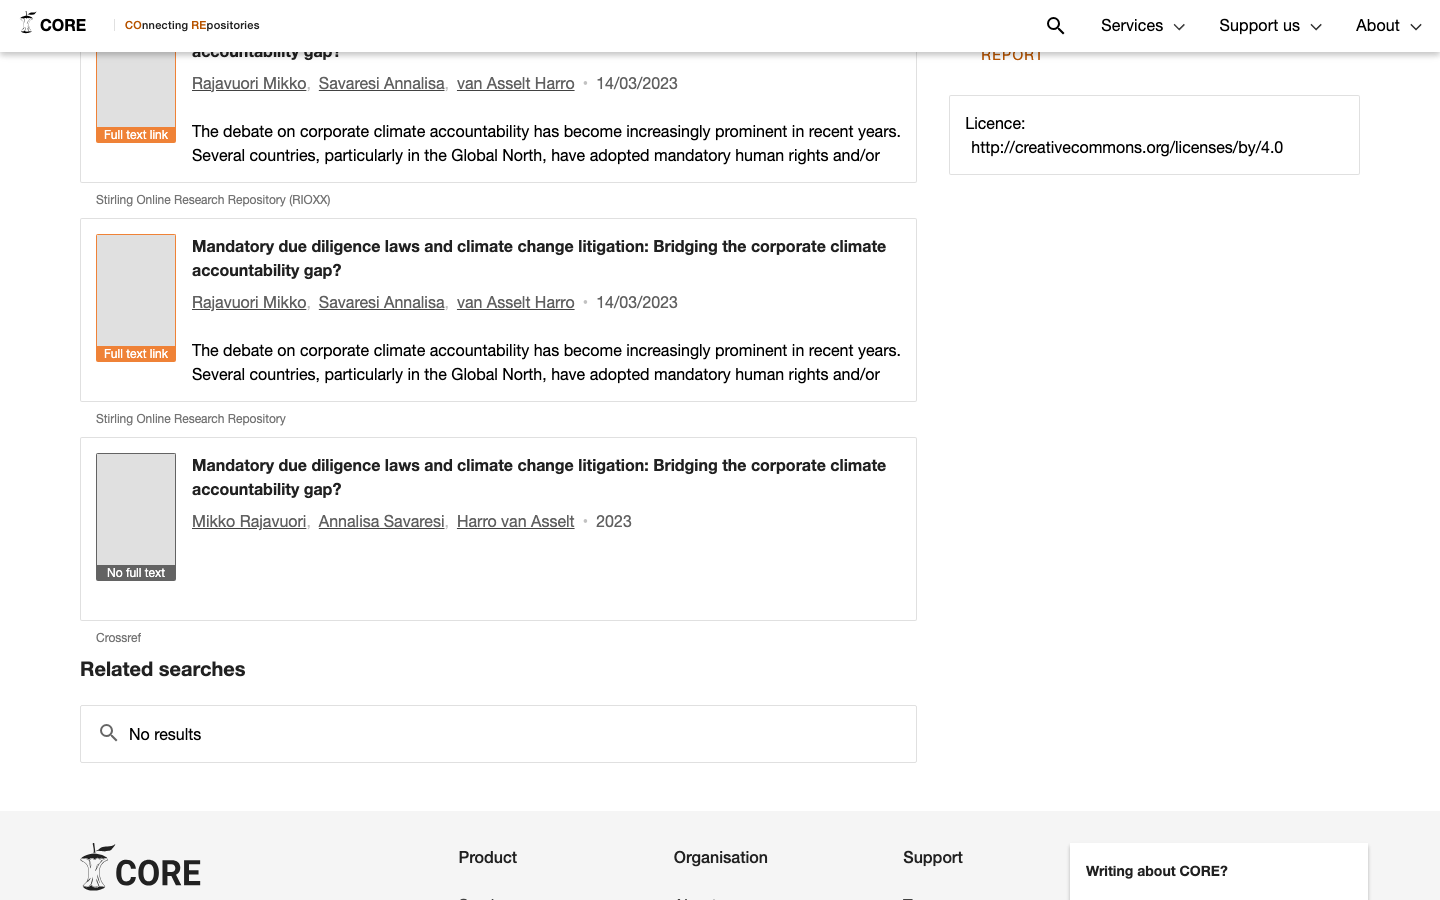 CORE
COnnecting REpositories
Services
Support us
About
accountability gap?
Rajavuori Mikko, Savaresi Annalisa, van Asselt Harro • 14/03/2023
Full text link
The debate on corporate climate accountability has become increasingly prominent in recent years.
Several countries, particularly in the Global North, have adopted mandatory human rights and/or
Stirling Online Research Repository (RIOXX)
Mandatory due diligence laws and climate change litigation: Bridging the corporate climate
accountability gap?
Rajavuori Mikko, Savaresi Annalisa, van Asselt Harro • 14/03/2023
Full text link
The debate on corporate climate accountability has become increasingly prominent in recent years.
Several countries, particularly in the Global North, have adopted mandatory human rights and/or
Stirling Online Research Repository
Mandatory due diligence laws and climate change litigation: Bridging the corporate climate
accountability gap?
Mikko Rajavuori, Annalisa Savaresi, Harro van Asselt • 2023
No full text
Crossref
Related searches
No results
REPORT
Licence:
http://creativecommons.org/licenses/by/4.0
CORE
Product
Organisation
Support
Writing about CORE?